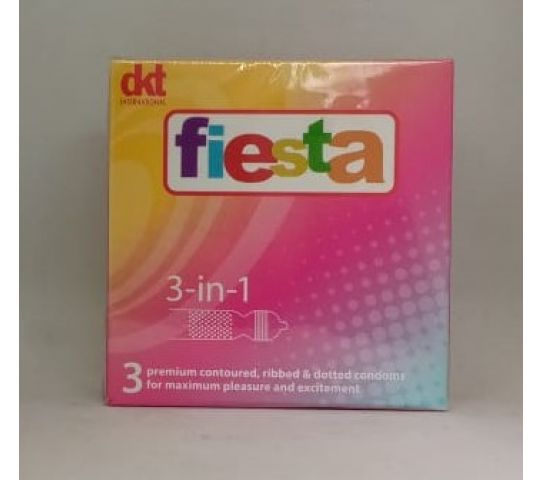 dkt
INTERNATIONAL
fiesta
3-in-1
3 premium contoured, ribbed & dotted condoms
for maximum pleasure and excitement